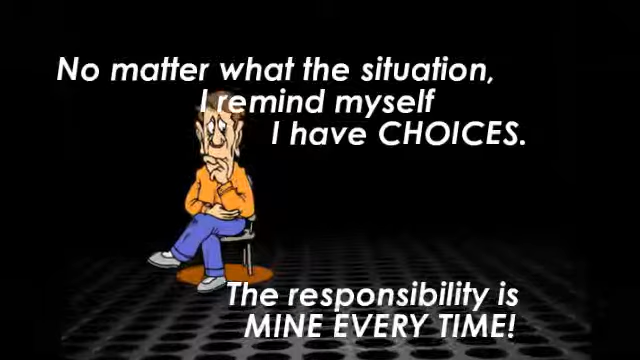 No matter what the situation,
I remind myself
I have CHOICES.
The responsibility is
MINE EVERY TIME!